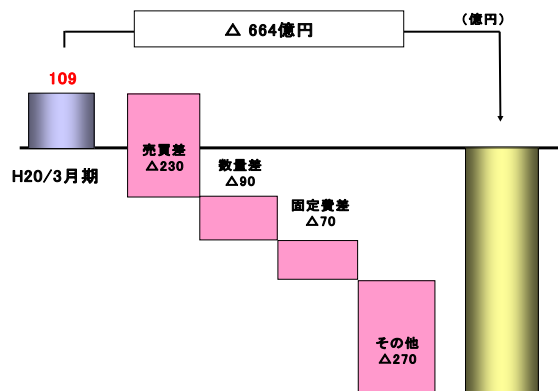 △ 664億円
(億円)
109
H20/3月期
売買差
△230
数量差
△90
固定費差
△70
その他
△270